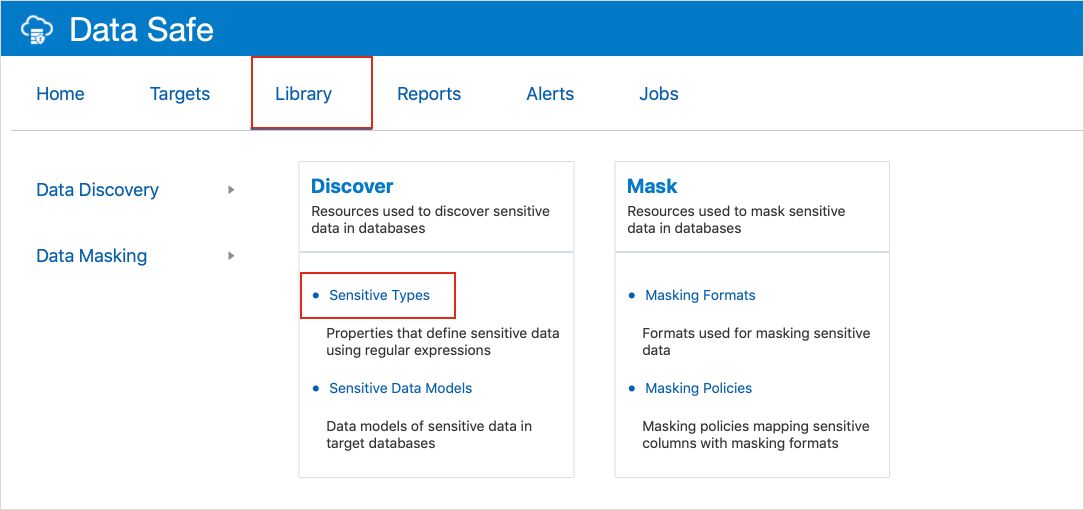 Data Safe
Home
Targets
Library
Reports
Alerts
Jobs
Data Discovery
Data Masking
Discover
Resources used to discover sensitive
data in databases
Sensitive Types
Properties that define sensitive data
using regular expressions
Sensitive Data Models
Data models of sensitive data in
target databases
Mask
Resources used to mask sensitive
data in databases
Masking Formats
Formats used for masking sensitive
data
Masking Policies
Masking policies mapping sensitive
columns with masking formats